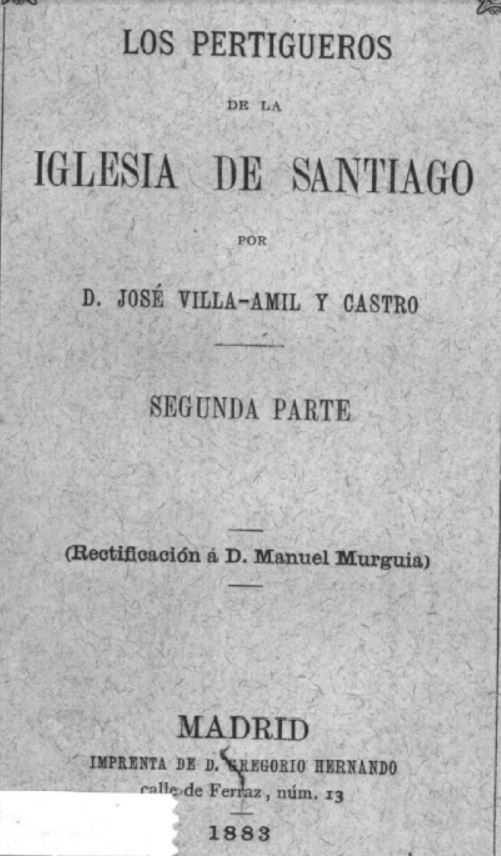 LOS PERTIGUEROS
DE LA
IGLESIA DE SANTIAGO
POR
D. JOSÉ VILLA-AMIL Y CASTRO
SEGUNDA PARTE
(Rectificación á D. Manuel Murguia)
MADRID
IMPRENTA DE D. GREGORIO HERNANDO
calle de Ferraz, núm. 13
1883